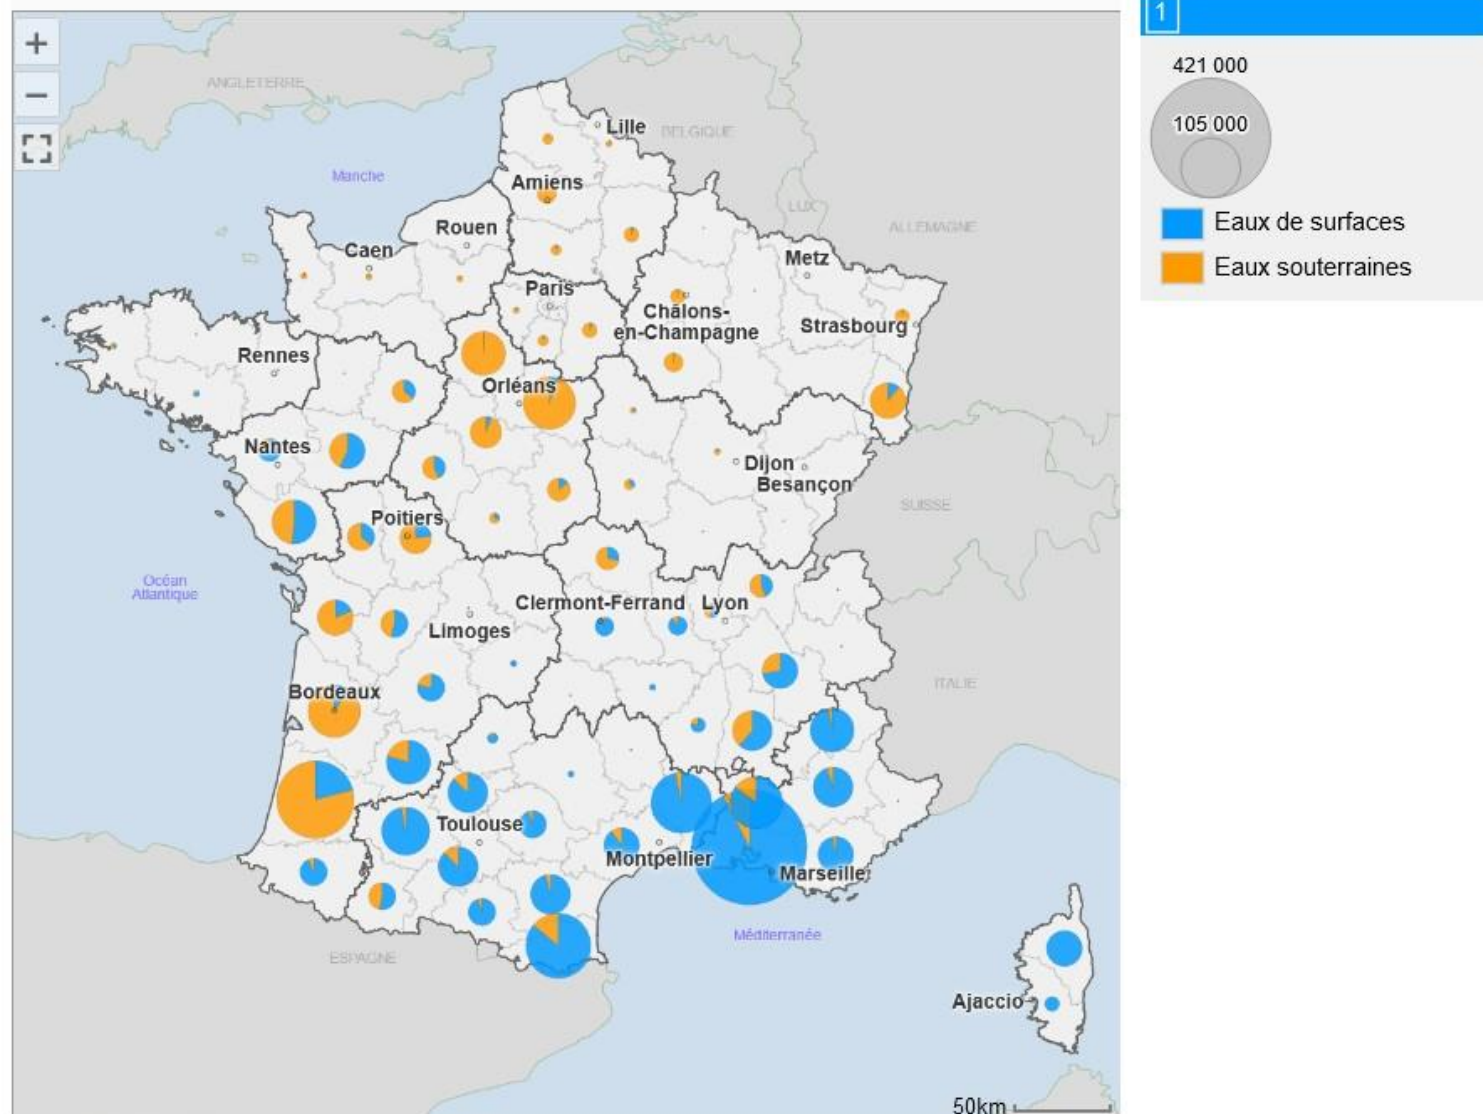 1
421 000
105 000
Eaux de surfaces
Eaux souterraines
+
−
ANGLETERRE
Lille
BELGIQUE
Manche
Amiens
LUX
Rouen
ALLEMAGNE
Caen
Metz
Paris
Châlons-
en-Champagne
Strasbourg
Rennes
Orléans
Nantes
Dijon
Besançon
SUISSE
Poitiers
Océan
Atlantique
Clermont-Ferrand
Lyon
Limoges
ITALIE
Bordeaux
Toulouse
Montpellier
Marseille
Méditerranée
ESPAGNE
Ajaccio
50km